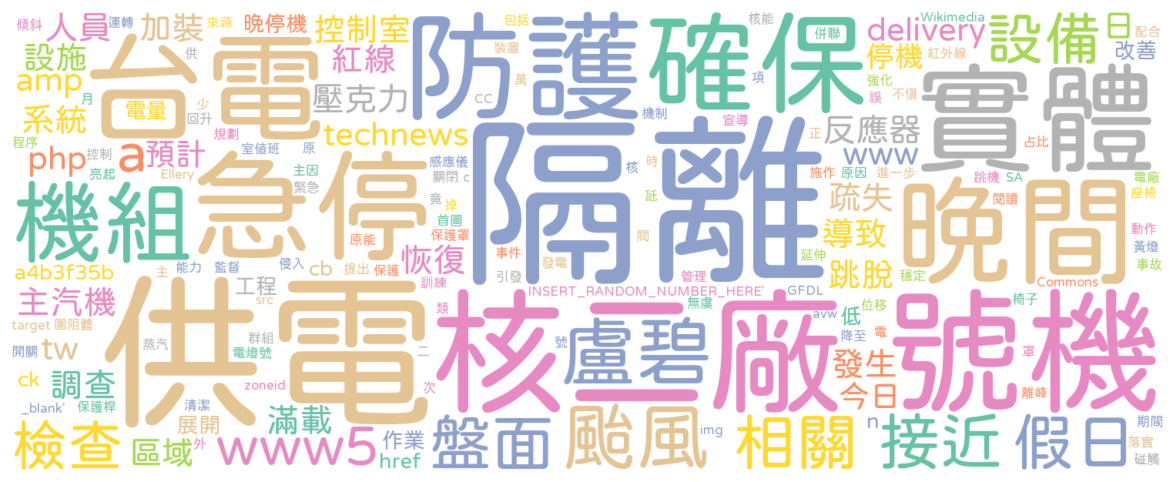 傾斜
運轉
來源
包括
核能
Wikimedia
人員
加裝
晚停機
控制室
防護
確保
併聯
delivery
設備
日
配合
改善
設施
供
台電
紅線
裝置
萬
停機
紅外線
amp
月
電量
少
回升
壓克力
cc
機制
項
強化
誤
不慎
實體
系統
規劃
technews
隔離
宣導
正
反應器
占比
程序
php
控制
亮起
a
預計
Ellery
室值班
原
主因
緊急
急停
感應儀
關閉
c
核
時
www
施作
原因
進一步
跳機
SA
閱讀
電廠
座椅
機組
竟
掉
首圖
保護罩
砡
疏失
晚間
原能
事件
閥
導致
動作
黃燈
事故
a4b3f35b
主
能力
監督
侵入
cb
提出
保護
恢復
訓練
引發
發電
管理
延伸
跳脫
穩定
Commons
主汽機
工程
src
供電
類
核三廠
INSERT_RANDOM_NUMBER_HERE'
無虞
GFDL
位移
椅子
號機
target
圍阻體
avw
低
電
開關
tw
蒸汽
群組
電燈號
二
盧碧
號
降至
罩
ck
調查
zoneid
次
發生
今日
離峰
_blank'
保護桿
清潔
展開
滿載
颱風
n
期間
檢查
區域
外
www5
作業
href
盤面
img
相關
接近
假日
落實
碰觸